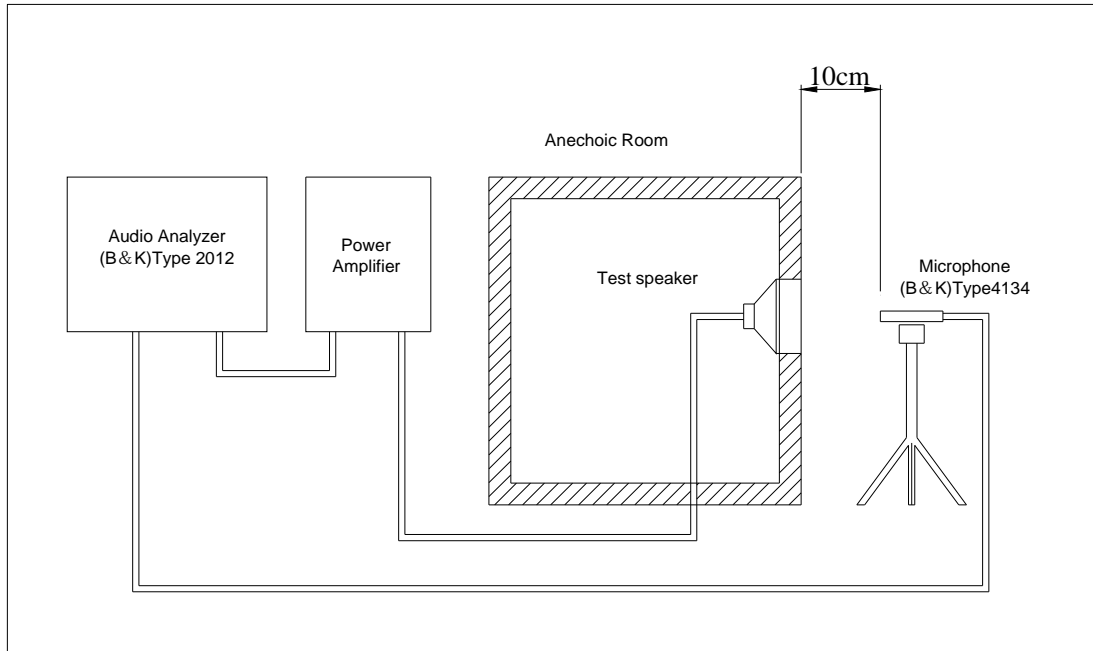 10cm
Anechoic Room
Audio Analyzer
(B&K)Type 2012
Power
Amplifier
Test speaker
Microphone
(B&K)Type4134